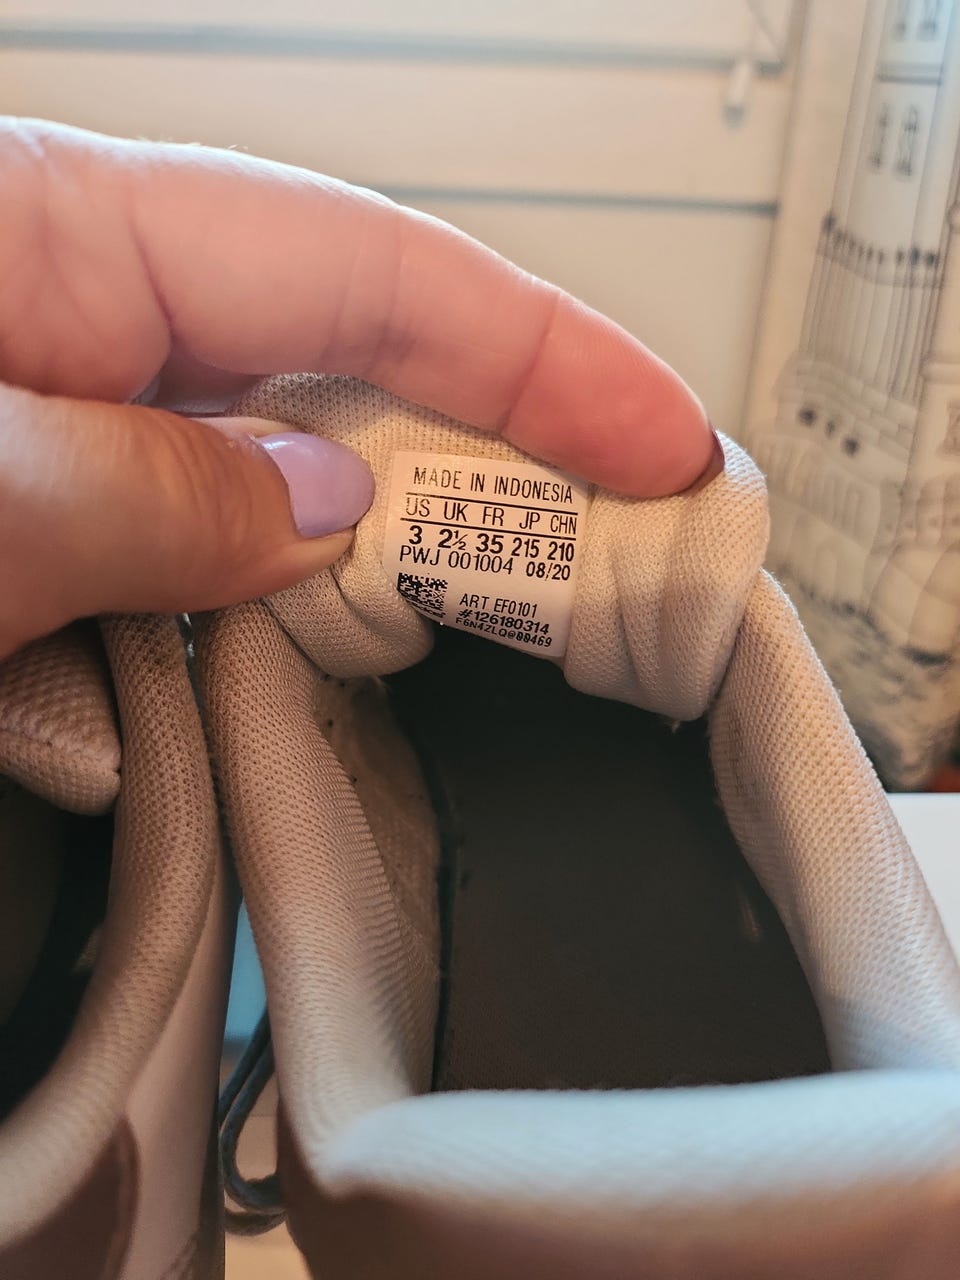 MADE IN INDONESIA
US UK FR JP CHN
3 2½ 35 215 210
PWJ 001004 08/20
ART EF0101
#126180314
F6N4ZLQ@00469